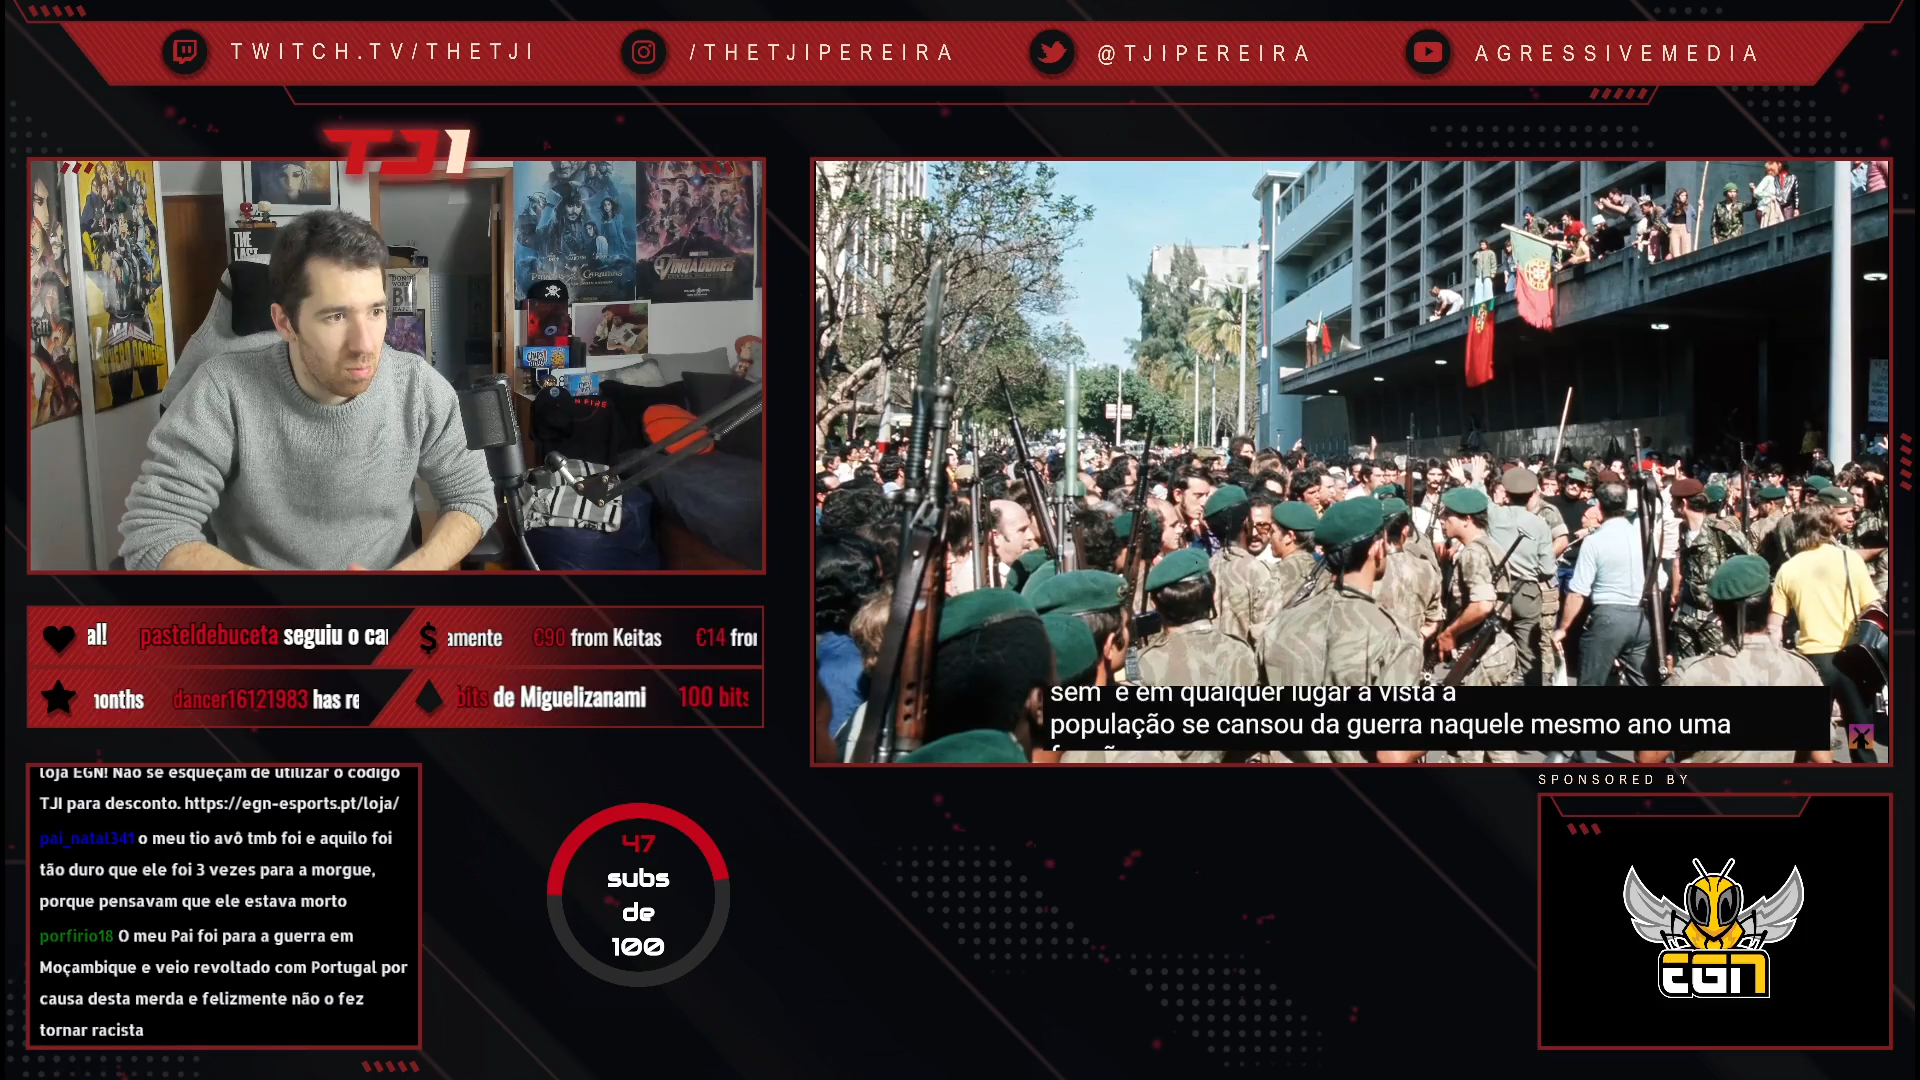 TWITCH.TV/THETJI
/THETJIPEREIRA
@TJIPEREIRA
AGRESSIVEMEDIA
TJI
THE
VINGADORES
al! pasteldebuceta seguiu o ca
amente €90 from Keitas €14 fro
months dancer16121983 has re
bits de Miguelizanami 100 bits
loja EGN! Não se esqueçam de utilizar o código
TJI para desconto. https://egn-esports.pt/loja/
pai_natal341 o meu tio avô tmb foi e aquilo foi
tão duro que ele foi 3 vezes para a morgue,
porque pensavam que ele estava morto
porfirio18 O meu Pai foi para a guerra em
Moçambique e veio revoltado com Portugal por
causa desta merda e felizmente não o fez
tornar racista
47
subs
de
100
sem e em qualquer lugar à vista a
população se cansou da guerra naquele mesmo ano uma
SPONSORED BY
EGN